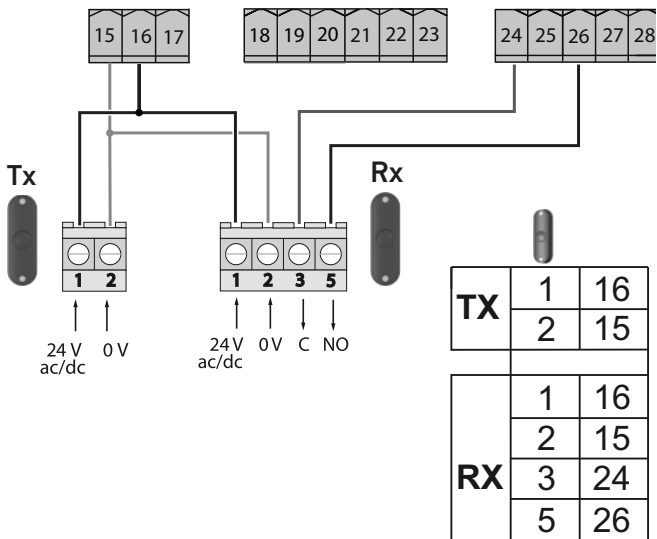 15 16 17 18 19 20 21 22 23 24 25 26 27 28
Tx
Rx
1 2
1 2 3 5
24 V ac/dc
0 V
24 V ac/dc
0 V
C
NO
TX
1 16
2 15
RX
1 16
2 15
3 24
5 26